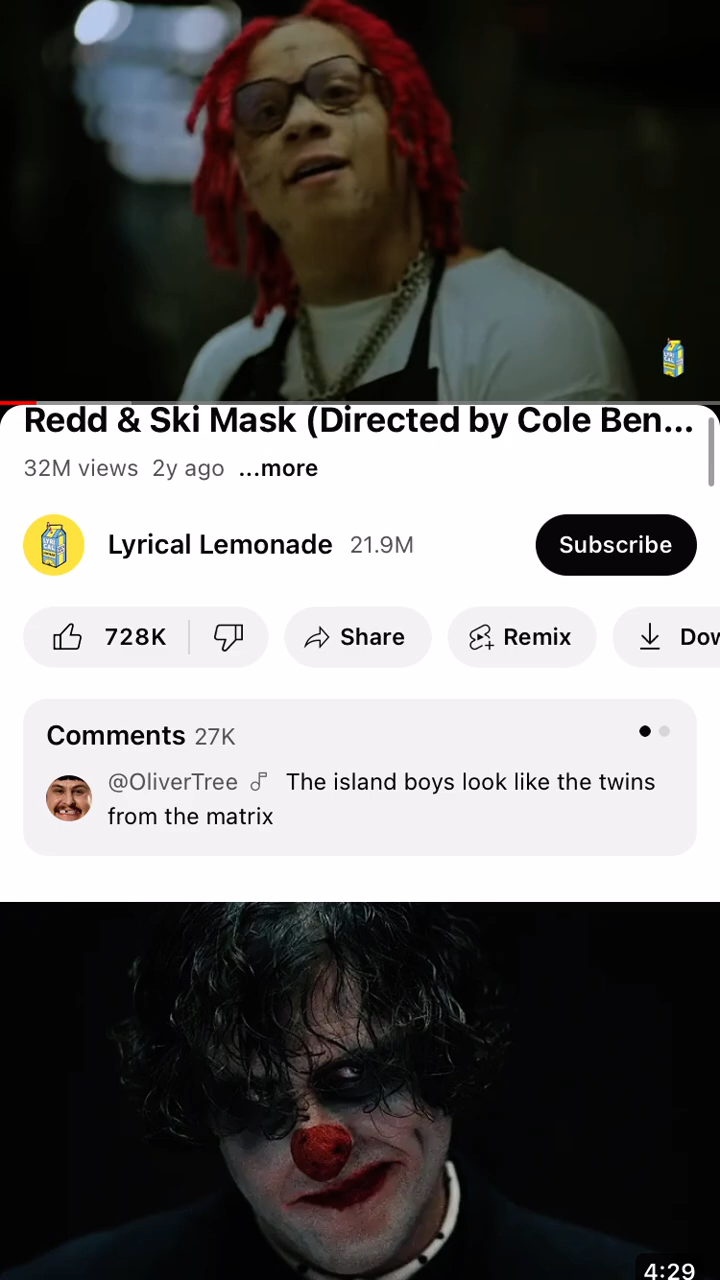 Redd & Ski Mask (Directed by Cole Ben...
32M views 2y ago ...more
Lyrical Lemonade 21.9M
Subscribe
728K
Share
Remix
Dow
Comments 27K
@OliverTree The island boys look like the twins
from the matrix
4:29